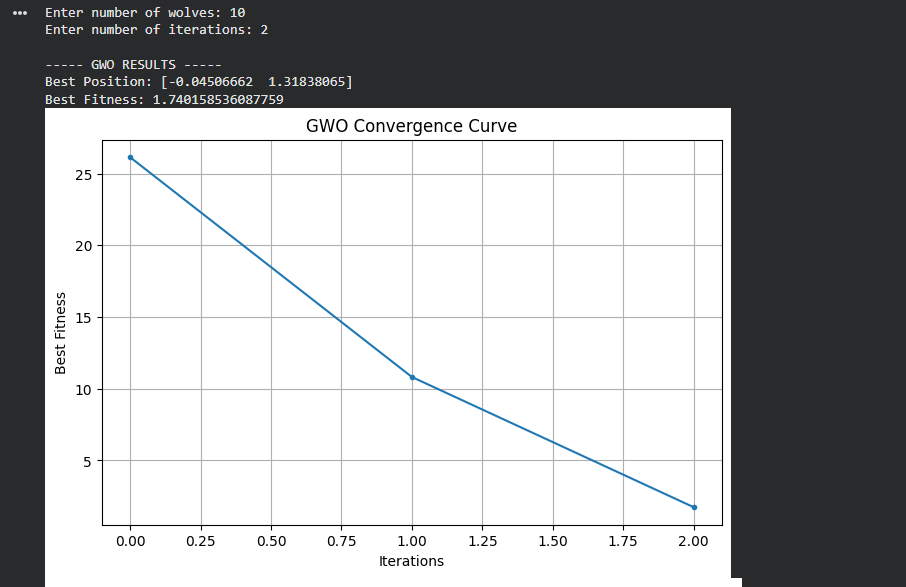 Enter number of wolves: 10
Enter number of iterations: 2
----- GWO RESULTS -----
Best Position: [-0.04506662  1.31838065]
Best Fitness: 1.740158536087759
GWO Convergence Curve
25
20
15
10
5
Best Fitness
0.00 0.25 0.50 0.75 1.00 1.25 1.50 1.75 2.00
Iterations